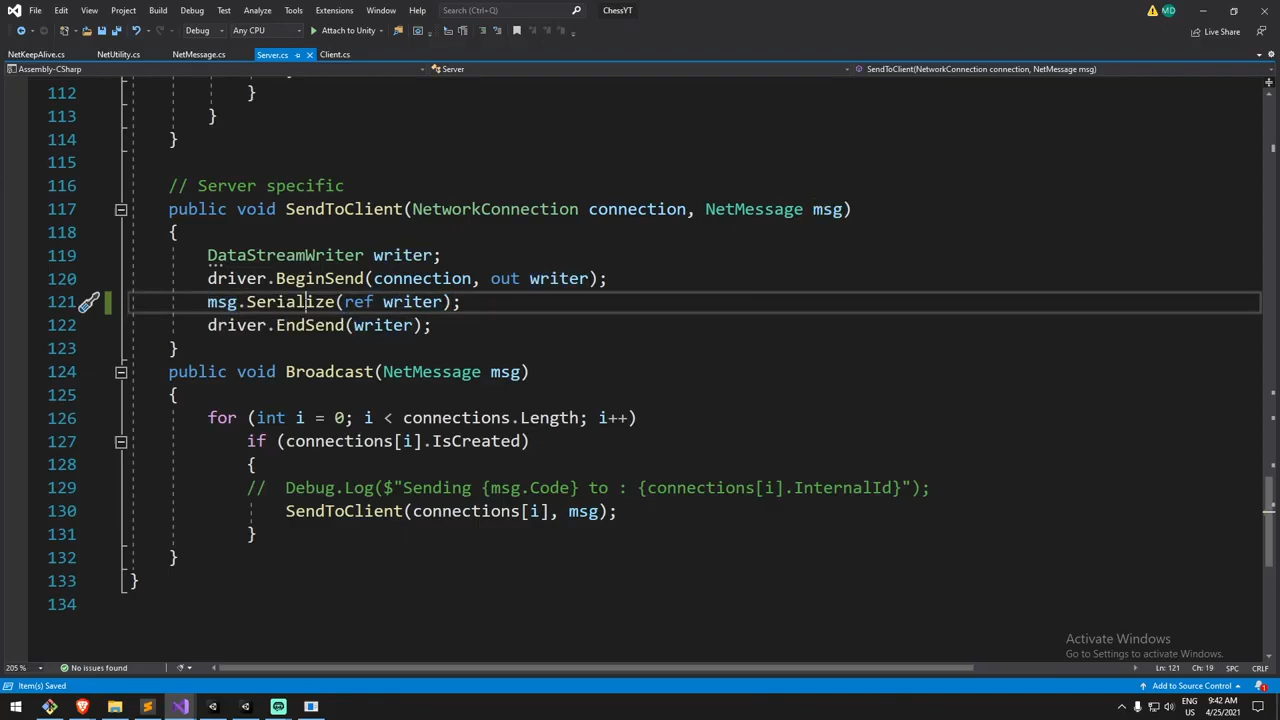 File Edit View Project Build Debug Test Analyze Tools Extensions Window Help Search (Ctrl+Q) ChessYT MD
Debug Any CPU Attach to Unity Live Share
NetKeepAlive.cs NetUtility.cs NetMessage.cs Server.cs Client.cs
Assembly-CSharp Server SendToClient(NetworkConnection connection, NetMessage msg)
112 }
113 }
114 }
115
116 // Server specific
117 public void SendToClient(NetworkConnection connection, NetMessage msg)
118 {
119 DataStreamWriter writer;
120 driver.BeginSend(connection, out writer);
121 msg.Serialize(ref writer);
122 driver.EndSend(writer);
123 }
124 public void Broadcast(NetMessage msg)
125 {
126 for (int i = 0; i < connections.Length; i++)
127 if (connections[i].IsCreated)
128 {
129 // Debug.Log($"Sending {msg.Code} to : {connections[i].InternalId}");
130 SendToClient(connections[i], msg);
131 }
132 }
133 }
134
Activate Windows
Go to Settings to activate Windows.
205 % No issues found Ln: 121 Ch: 19 SPC CRLF
Item(s) Saved Add to Source Control 1
ENG 9:42 AM
US 4/25/2021